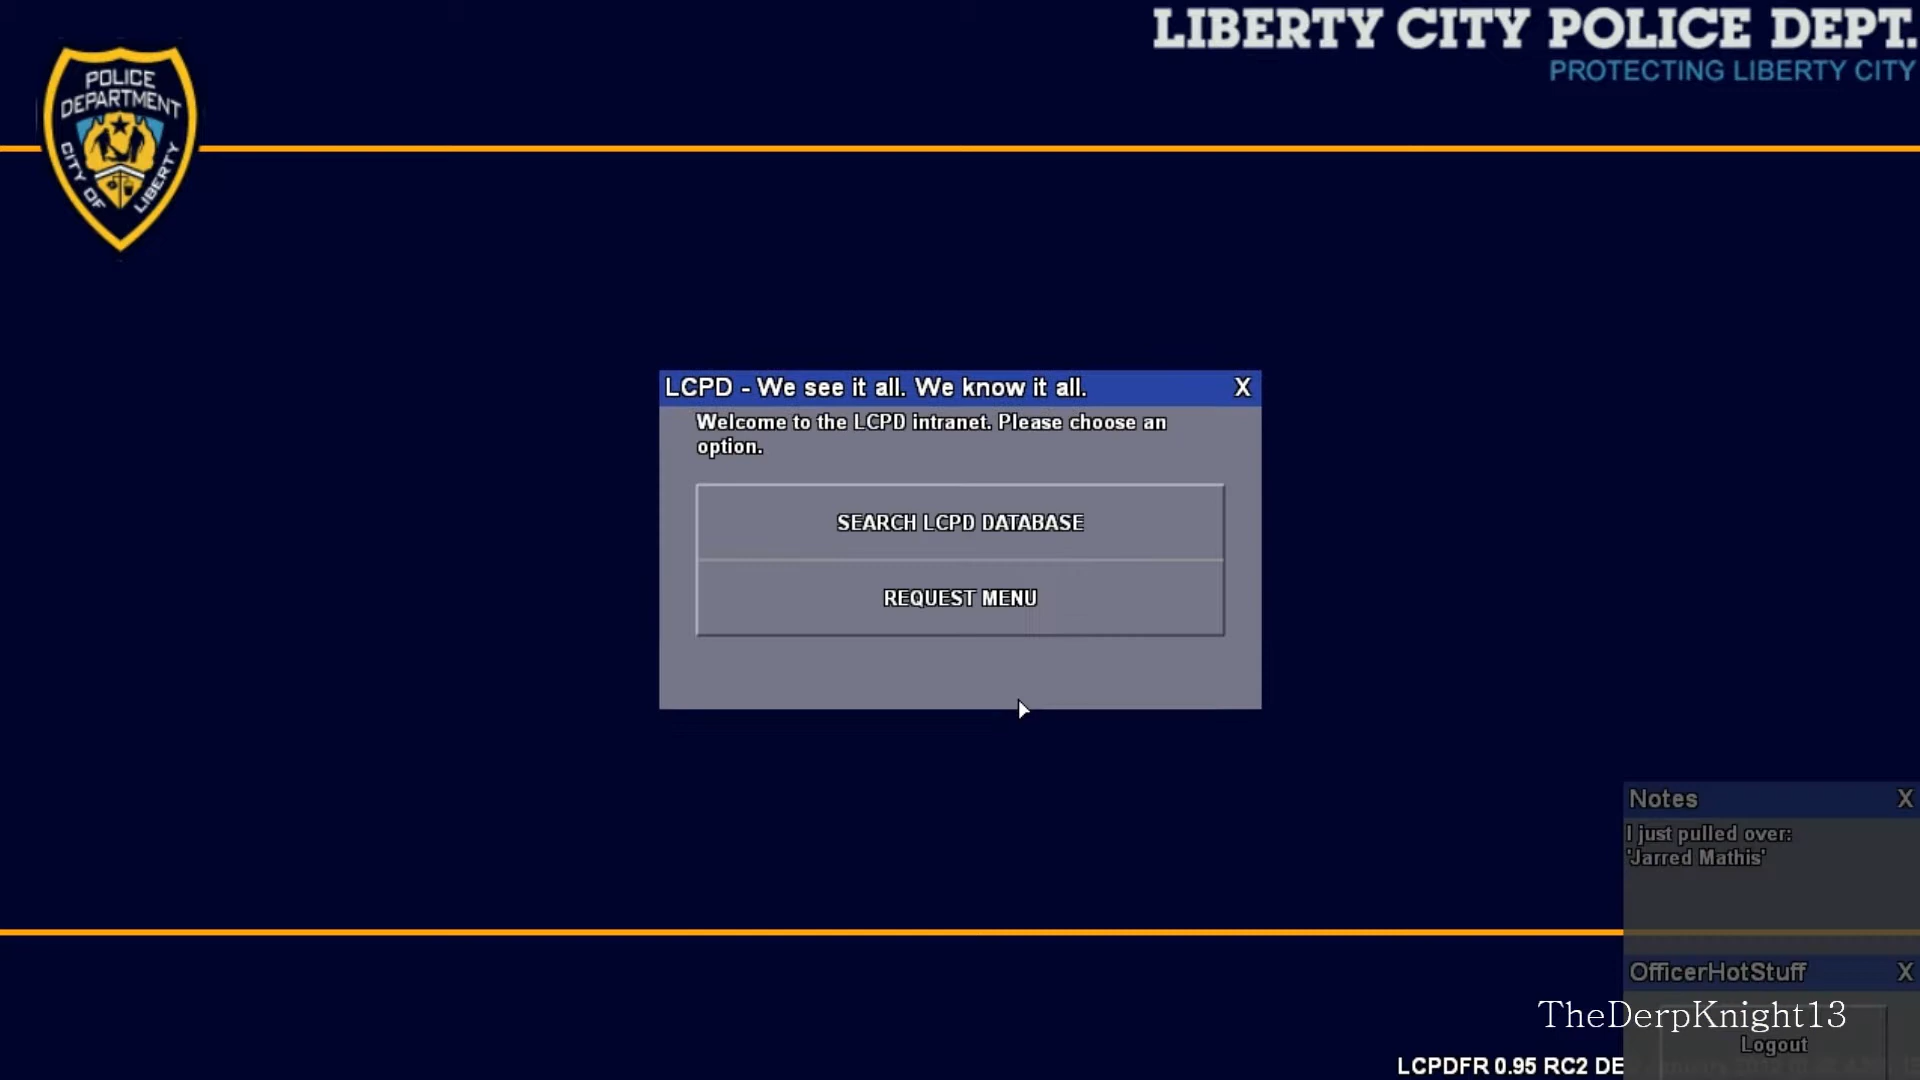 LIBERTY CITY POLICE DEPT.
PROTECTING LIBERTY CITY
POLICE
DEPARTMENT
CITY OF LIBERTY
LCPD - We see it all. We know it all. X
Welcome to the LCPD intranet. Please choose an
option.
SEARCH LCPD DATABASE
REQUEST MENU
Notes X
I just pulled over:
'Jarred Mathis'
OfficerHotStuff X
TheDerpKnight13
Logout
LCPDFR 0.95 RC2 DE